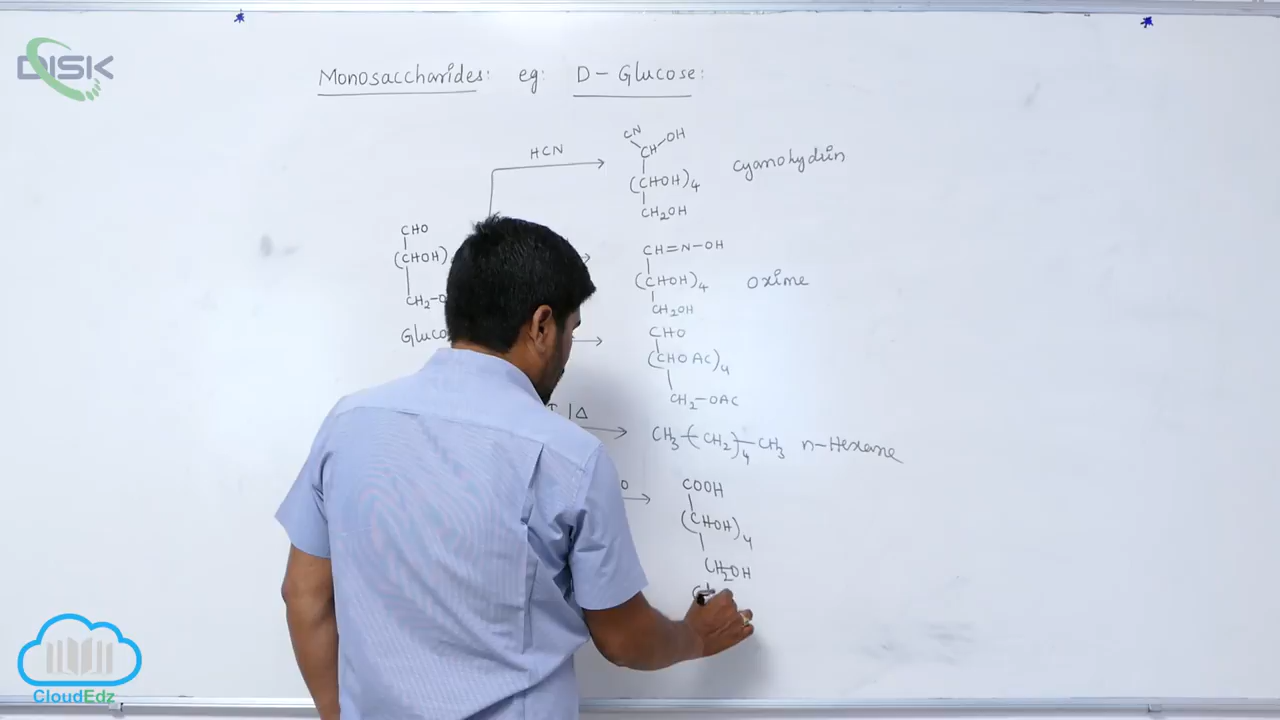 DISK
Monosaccharides: eg: D-Glucose:
HCN
CN
OH
CH
(CHOH)4
CH2OH
cyanohydrin
CHO
(CHOH)
CH2-O
Gluco
CH=N-OH
(CHOH)4
CH2OH
oxime
CHO
(CHOAC)4
CH2-OAC
I/Δ
CH3-(CH2)4-CH3 n-Hexane
O
COOH
(CHOH)4
CH2OH
CloudEdz